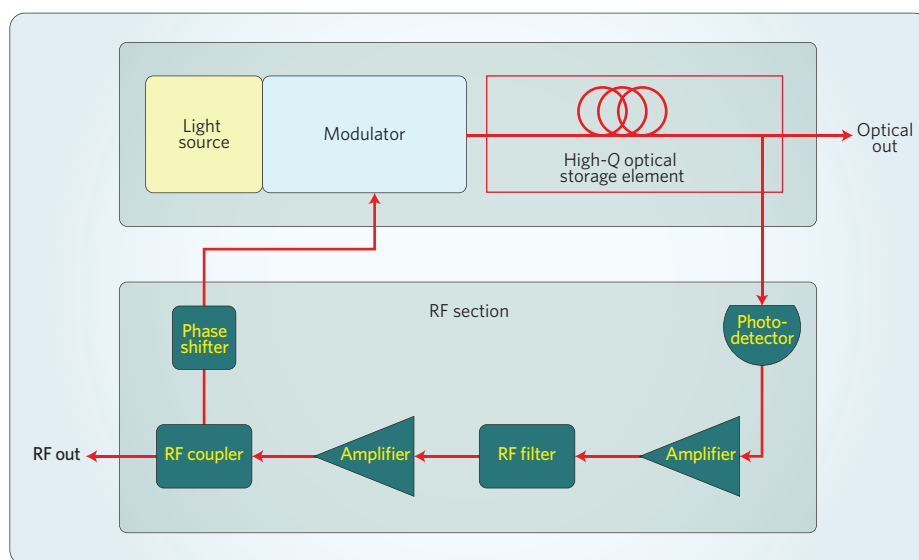 Light
source
Modulator
High-Q optical
storage element
Optical
out
RF section
Phase
shifter
Photo-
detector
RF out
RF coupler
Amplifier
RF filter
Amplifier